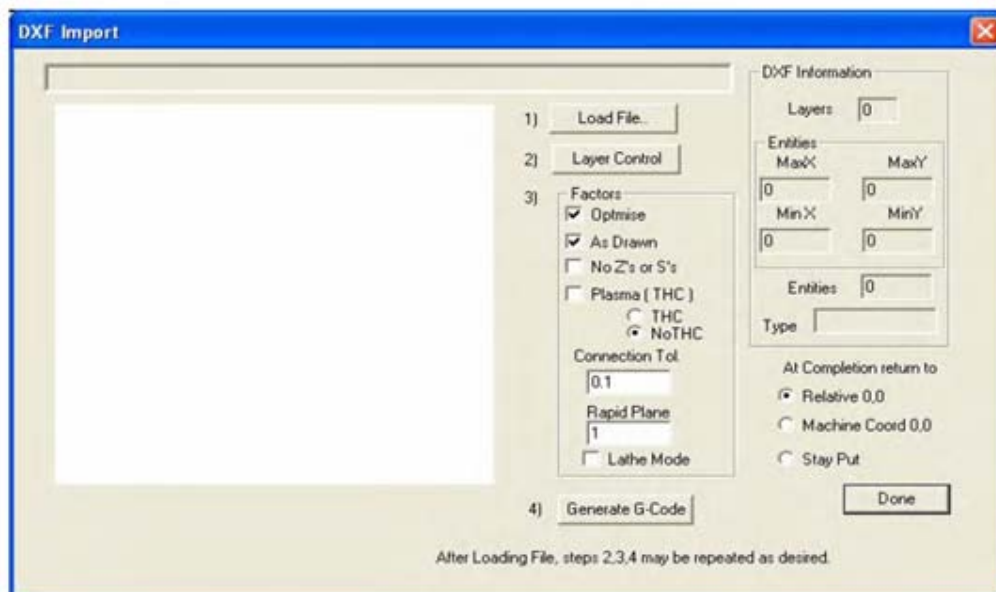 DXF Import
1) Load File..
2) Layer Control
3) Factors
Optmise
As Drawn
No Z's or S's
Plasma ( THC )
THC
NoTHC
Connection Tol.
0.1
Rapid Plane
1
Lathe Mode
4) Generate G-Code
DXF Information
Layers 0
Entities
MaxX MaxY
0 0
Min X MinY
0 0
Entities 0
Type
At Completion return to
Relative 0,0
Machine Coord 0,0
Stay Put
Done
After Loading File, steps 2,3,4 may be repeated as desired.